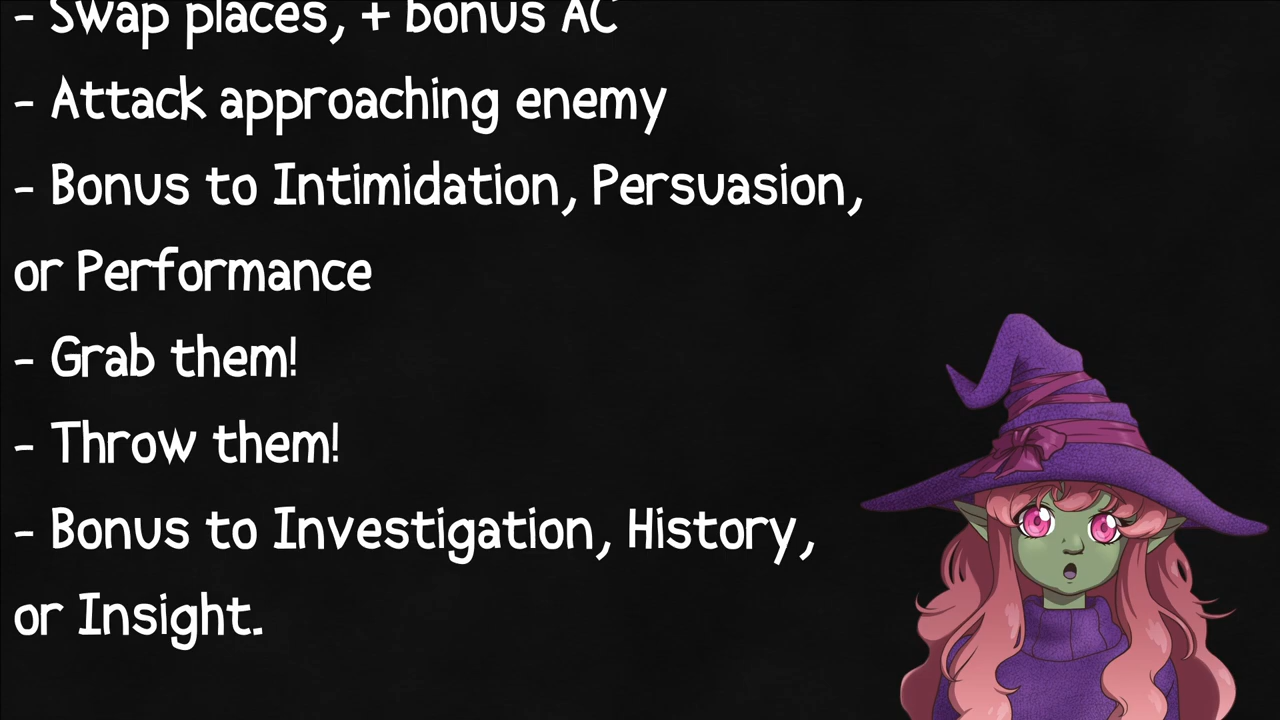 - Swap places, + bonus AC
- Attack approaching enemy
- Bonus to Intimidation, Persuasion,
or Performance
- Grab them!
- Throw them!
- Bonus to Investigation, History,
or Insight.